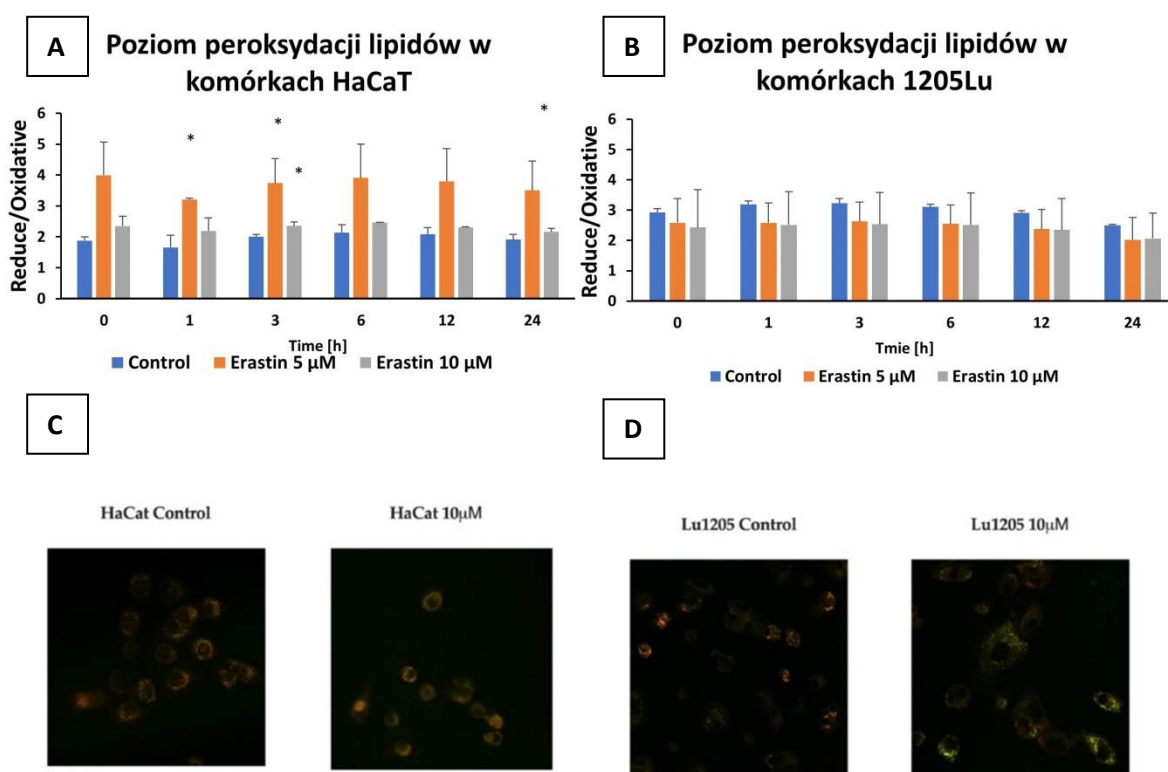 A
Poziom peroksydacji lipidów w
komórkach HaCaT
Reduce/Oxidative
6
5
4
3
2
1
0
*
*
*
*
0 1 3 6 12 24
Time [h]
Control Erastin 5 µM Erastin 10 µM
B
Poziom peroksydacji lipidów w
komórkach 1205Lu
Reduce/Oxidative
6
5
4
3
2
1
0
0 1 3 6 12 24
Tmie [h]
Control Erastin 5 µM Erastin 10 µM
C
HaCat Control
HaCat 10µM
D
Lu1205 Control
Lu1205 10µM